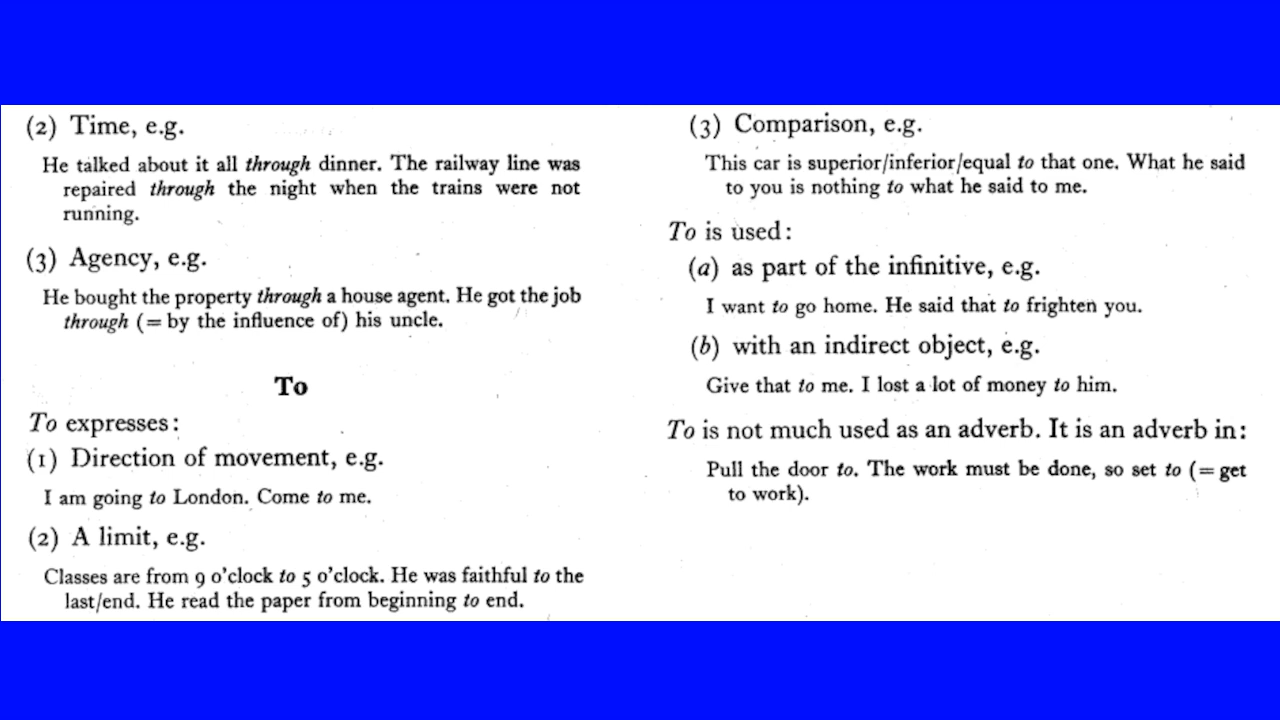 (2) Time, e.g.
He talked about it all through dinner. The railway line was
repaired through the night when the trains were not
running.
(3) Agency, e.g.
He bought the property through a house agent. He got the job
through (= by the influence of) his uncle.
To
To expresses:
(1) Direction of movement, e.g.
I am going to London. Come to me.
(2) A limit, e.g.
Classes are from 9 o'clock to 5 o'clock. He was faithful to the
last/end. He read the paper from beginning to end.
(3) Comparison, e.g.
This car is superior/inferior/equal to that one. What he said
to you is nothing to what he said to me.
To is used:
(a) as part of the infinitive, e.g.
I want to go home. He said that to frighten you.
(b) with an indirect object, e.g.
Give that to me. I lost a lot of money to him.
To is not much used as an adverb. It is an adverb in:
Pull the door to. The work must be done, so set to (= get
to work).